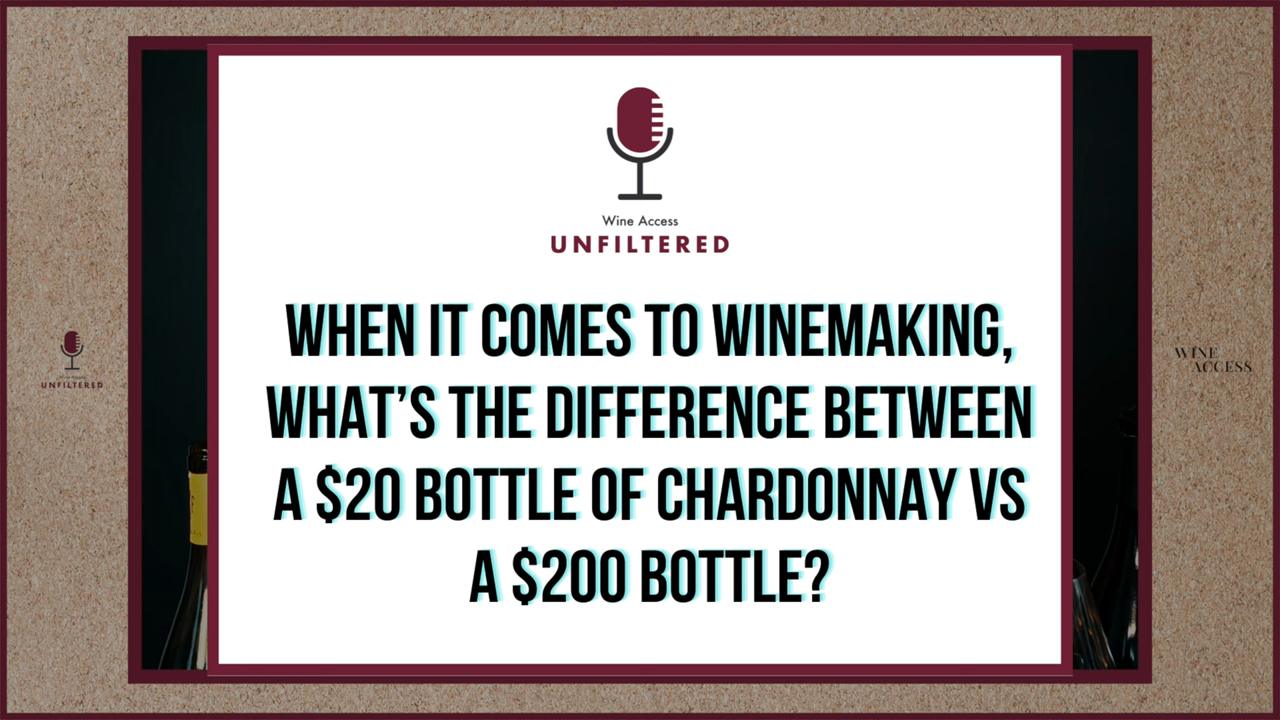 Wine Access
UNFILTERED
WHEN IT COMES TO WINEMAKING,
WHAT'S THE DIFFERENCE BETWEEN
A $20 BOTTLE OF CHARDONNAY VS
A $200 BOTTLE?
UNFILTERED
WINE
ACCESS